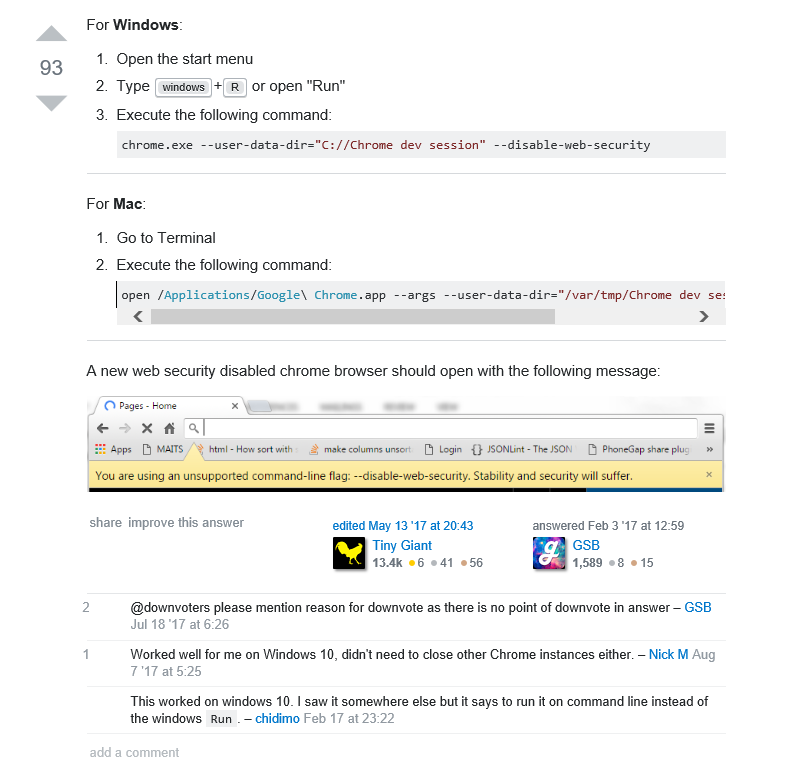 For Windows:
93
1. Open the start menu
2. Type windows + R or open "Run"
3. Execute the following command:
chrome.exe --user-data-dir="C://Chrome dev session" --disable-web-security
For Mac:
1. Go to Terminal
2. Execute the following command:
open /Applications/Google\ Chrome.app --args --user-data-dir="/var/tmp/Chrome dev ses
A new web security disabled chrome browser should open with the following message:
Pages - Home
Apps MAITS html - How sort with make columns unsort Login {} JSONLint - The JSON PhoneGap share plug »
You are using an unsupported command-line flag: --disable-web-security. Stability and security will suffer. ×
share improve this answer
edited May 13 '17 at 20:43
Tiny Giant
13.4k 6 41 56
answered Feb 3 '17 at 12:59
GSB
1,589 8 15
2 @downvoters please mention reason for downvote as there is no point of downvote in answer – GSB
Jul 18 '17 at 6:26
1 Worked well for me on Windows 10, didn't need to close other Chrome instances either. – Nick M Aug
7 '17 at 5:25
This worked on windows 10. I saw it somewhere else but it says to run it on command line instead of
the windows Run . – chidimo Feb 17 at 23:22
add a comment